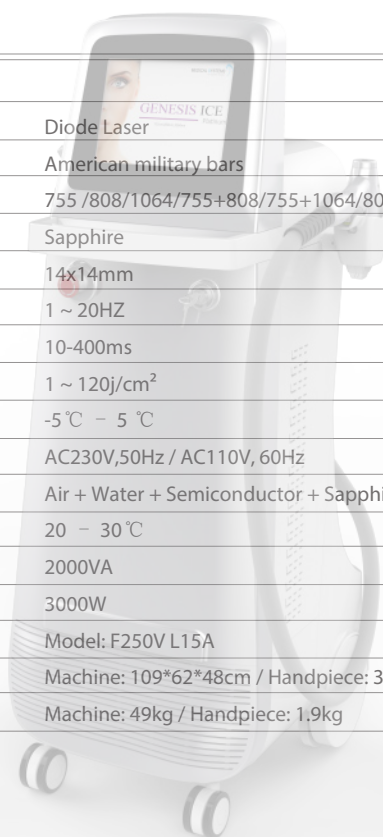 GENESIS ICE
Diode Laser
American military bars
755 /808/1064/755+808/755+1064/80
Sapphire
14x14mm
1 ~ 20HZ
10-400ms
1 ~ 120j/cm²
-5℃ – 5 ℃
AC230V,50Hz / AC110V, 60Hz
Air + Water + Semiconductor + Sapphi
20 – 30℃
2000VA
3000W
Model: F250V L15A
Machine: 109*62*48cm / Handpiece: 3
Machine: 49kg / Handpiece: 1.9kg